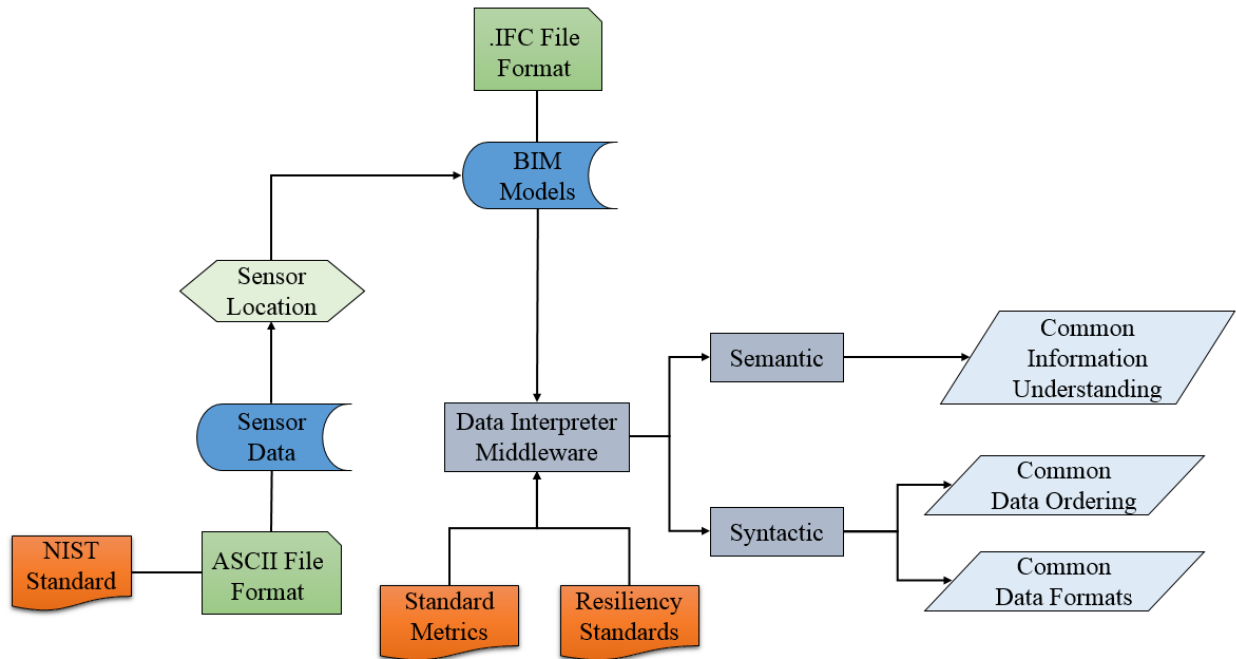 .IFC File
Format
BIM
Models
Sensor
Location
Common
Information
Understanding
Semantic
Sensor
Data
Data Interpreter
Middleware
Common
Data Ordering
Syntactic
NIST
Standard
ASCII File
Format
Standard
Metrics
Resiliency
Standards
Common
Data Formats